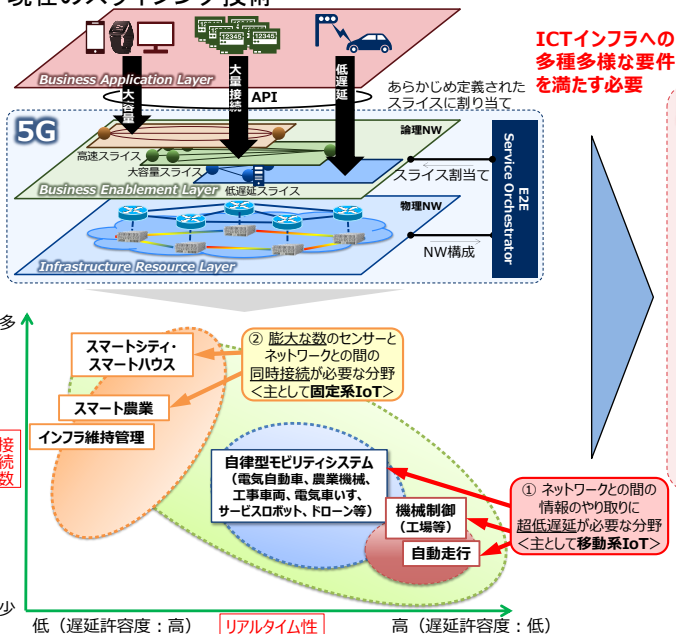 現在のスライシング技術
ICTインフラへの
多種多様な要件
を満たす必要
Business Application Layer
大容量
大量接続
低遅延
API
あらかじめ定義された
スライスに割り当て
5G
論理NW
高速スライス
大容量スライス
低遅延スライス
Business Enablement Layer
スライス割当て
E2E
Service Orchestrator
物理NW
NW構成
Infrastructure Resource Layer
多
接続数
少
スマートシティ・
スマートハウス
スマート農業
インフラ維持管理
② 膨大な数のセンサーと
ネットワークとの間の
同時接続が必要な分野
<主として固定系IoT>
自律型モビリティシステム
（電気自動車、農業機械、
工事車両、電気車いす、
サービスロボット、ドローン等）
機械制御
（工場等）
自動走行
① ネットワークとの間の
情報のやり取りに
超低遅延が必要な分野
<主として移動系IoT>
低（遅延許容度：高）
リアルタイム性
高（遅延許容度：低）